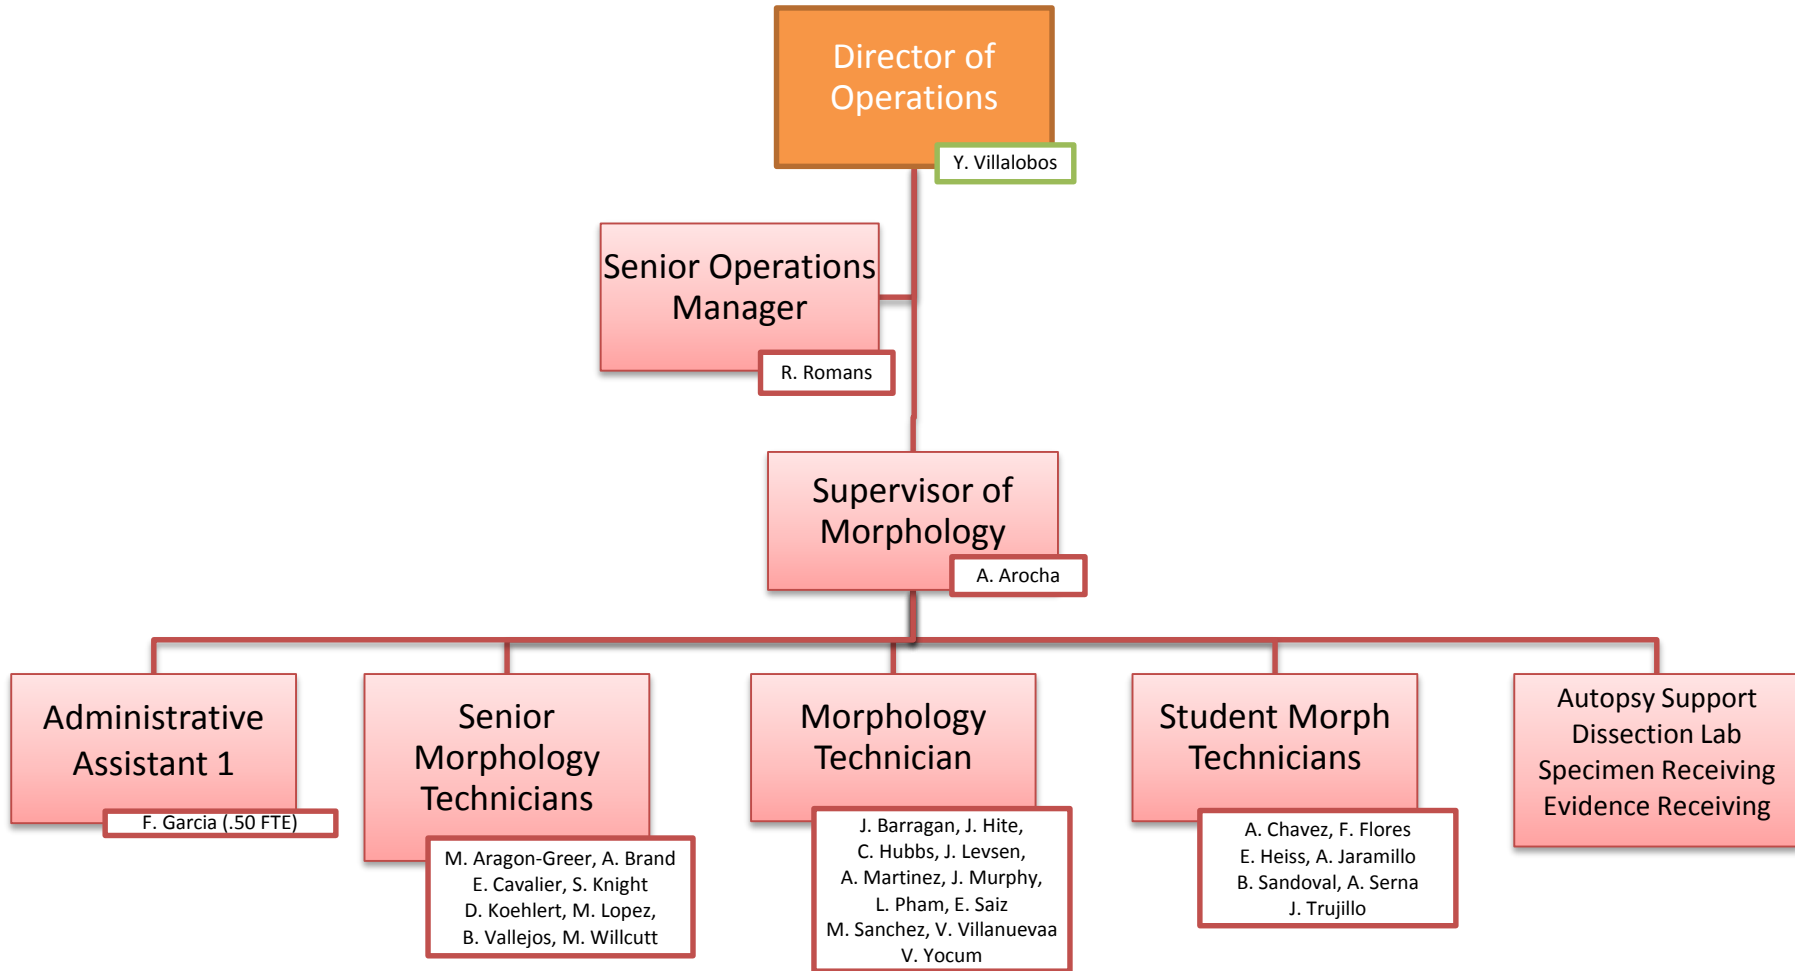 Director of
Operations
Y. Villalobos
Senior Operations
Manager
R. Romans
Supervisor of
Morphology
A. Arocha
Administrative
Assistant 1
F. Garcia (.50 FTE)
Senior
Morphology
Technicians
M. Aragon-Greer, A. Brand
E. Cavalier, S. Knight
D. Koehlert, M. Lopez,
B. Vallejos, M. Willcutt
Morphology
Technician
J. Barragan, J. Hite,
C. Hubbs, J. Levsen,
A. Martinez, J. Murphy,
L. Pham, E. Saiz
M. Sanchez, V. Villanuevaa
V. Yocum
Student Morph
Technicians
A. Chavez, F. Flores
E. Heiss, A. Jaramillo
B. Sandoval, A. Serna
J. Trujillo
Autopsy Support
Dissection Lab
Specimen Receiving
Evidence Receiving